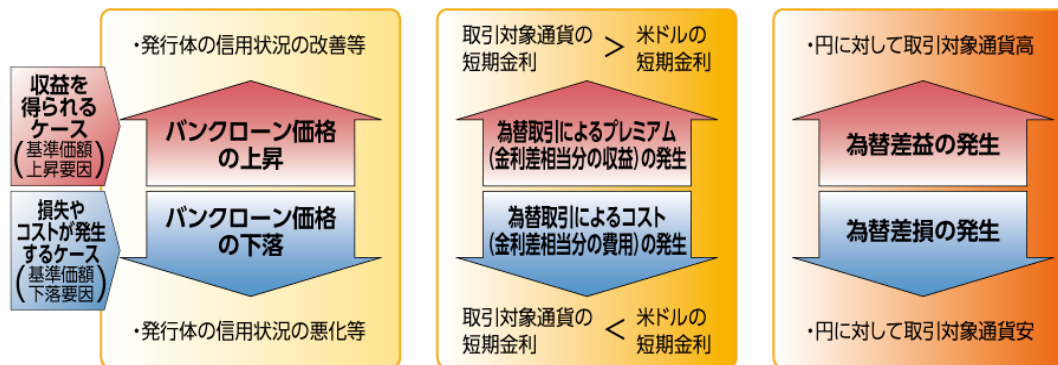 ・発行体の信用状況の改善等
収益を
得られる
ケース
(基準価額
上昇要因)
バンクローン価格
の上昇
損失や
コストが発生
するケース
(基準価額
下落要因)
バンクローン価格
の下落
・発行体の信用状況の悪化等
取引対象通貨の
短期金利
>
米ドルの
短期金利
為替取引によるプレミアム
(金利差相当分の収益)の発生
為替取引によるコスト
(金利差相当分の費用)の発生
取引対象通貨の
短期金利
<
米ドルの
短期金利
・円に対して取引対象通貨高
為替差益の発生
為替差損の発生
・円に対して取引対象通貨安